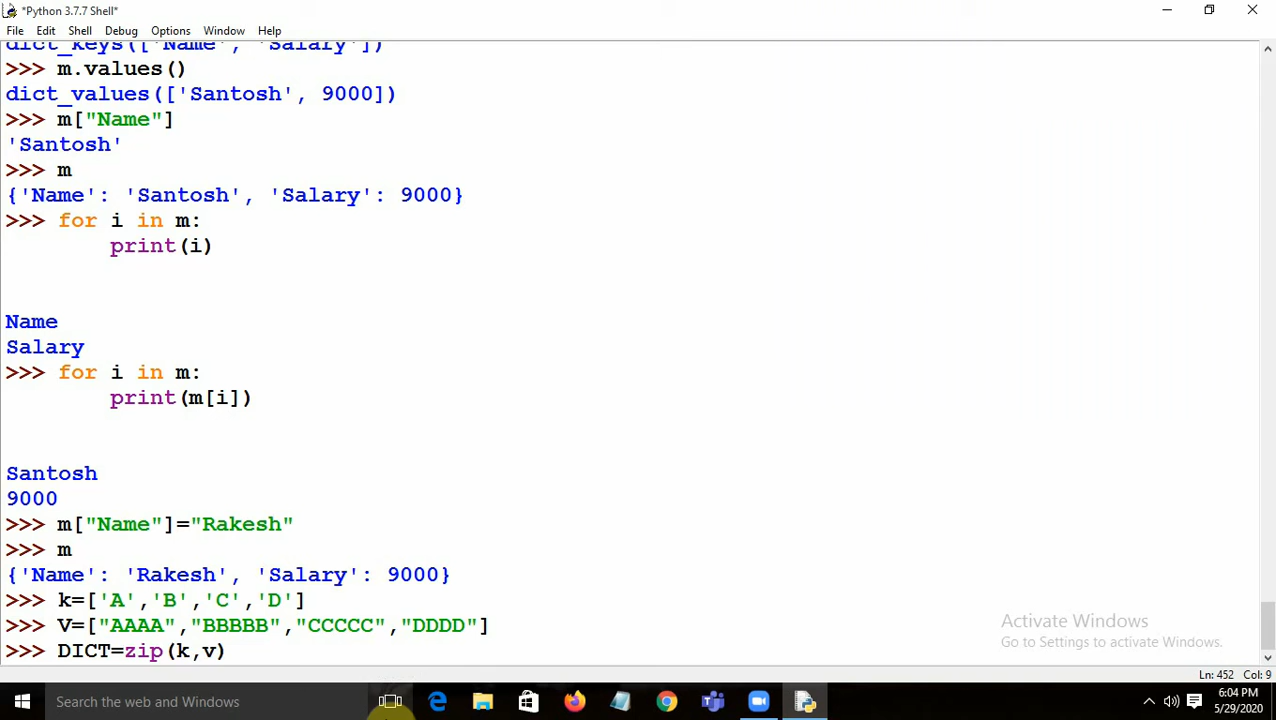 *Python 3.7.7 Shell*
File Edit Shell Debug Options Window Help
dict_keys(['Name', 'Salary'])
>>> m.values()
dict_values(['Santosh', 9000])
>>> m["Name"]
'Santosh'
>>> m
{'Name': 'Santosh', 'Salary': 9000}
>>> for i in m:
        print(i)
Name
Salary
>>> for i in m:
        print(m[i])
Santosh
9000
>>> m["Name"]="Rakesh"
>>> m
{'Name': 'Rakesh', 'Salary': 9000}
>>> k=['A','B','C','D']
>>> V=["AAAA","BBBBB","CCCCC","DDDD"]
>>> DICT=zip(k,v)
Activate Windows
Go to Settings to activate Windows.
Ln: 452 Col: 9
Search the web and Windows
6:04 PM
5/29/2020